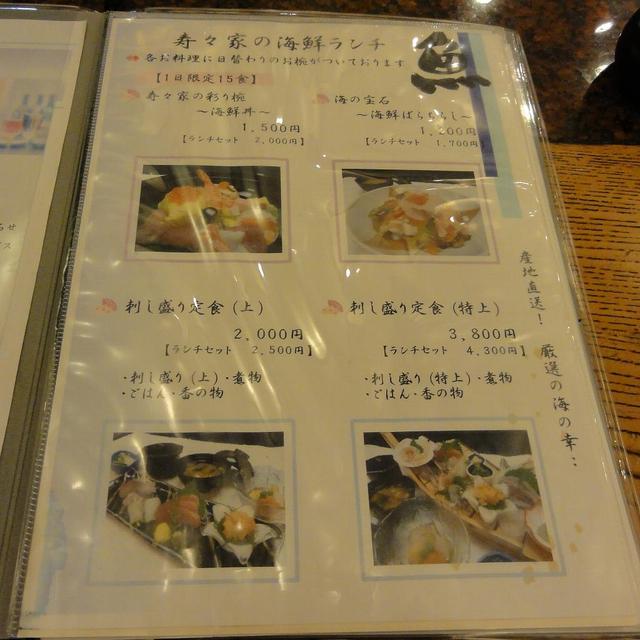 寿々家の海鮮ランチ
魚
各お料理に日替わりのお椀がついております
【1日限定15食】
寿々家の彩り椀
～海鮮丼～
1,500円
【ランチセット 2,000円】
海の宝石
～海鮮ばらちらし～
1,200円
【ランチセット 1,700円】
刺し盛り定食(上)
2,000円
【ランチセット 2,500円】
・刺し盛り(上)・煮物
・ごはん・香の物
刺し盛り定食(特上)
3,800円
【ランチセット 4,300円】
・刺し盛り(特上)・煮物
・ごはん・香の物
産地直送!
厳選の海の幸…